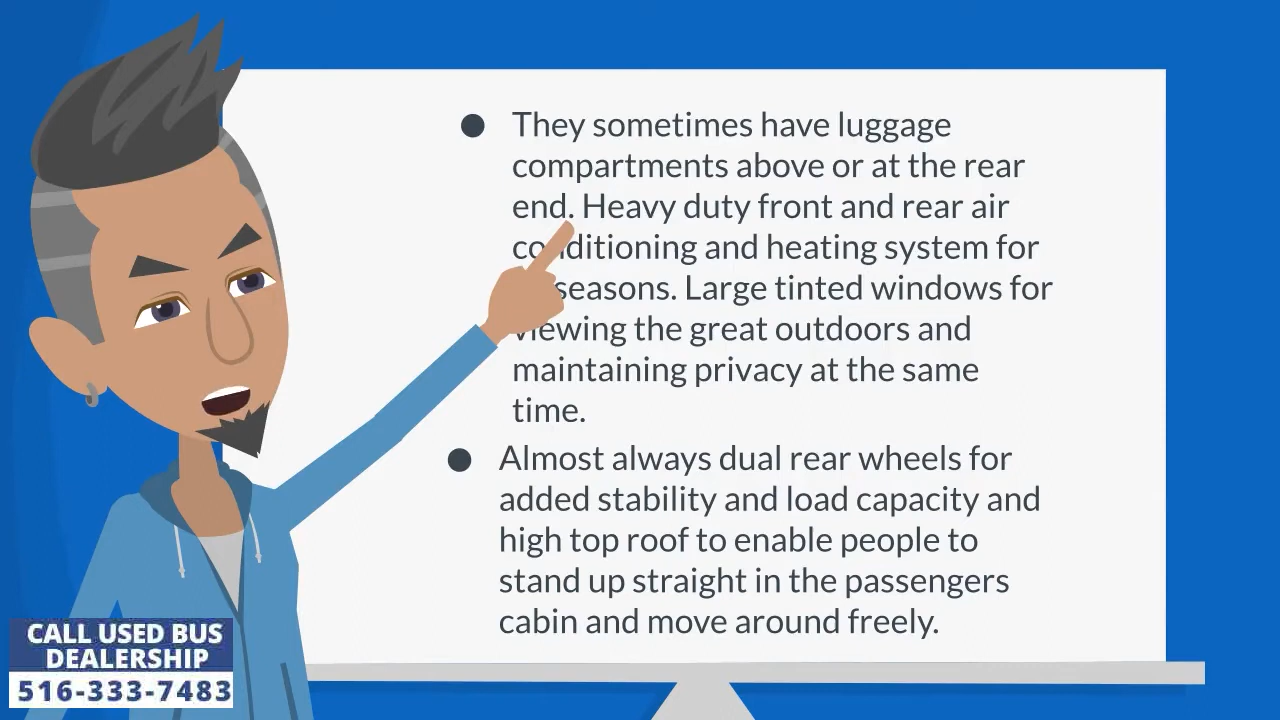 They sometimes have luggage
compartments above or at the rear
end. Heavy duty front and rear air
conditioning and heating system for
seasons. Large tinted windows for
viewing the great outdoors and
maintaining privacy at the same
time.
Almost always dual rear wheels for
added stability and load capacity and
high top roof to enable people to
stand up straight in the passengers
cabin and move around freely.
CALL USED BUS
DEALERSHIP
516-333-7483